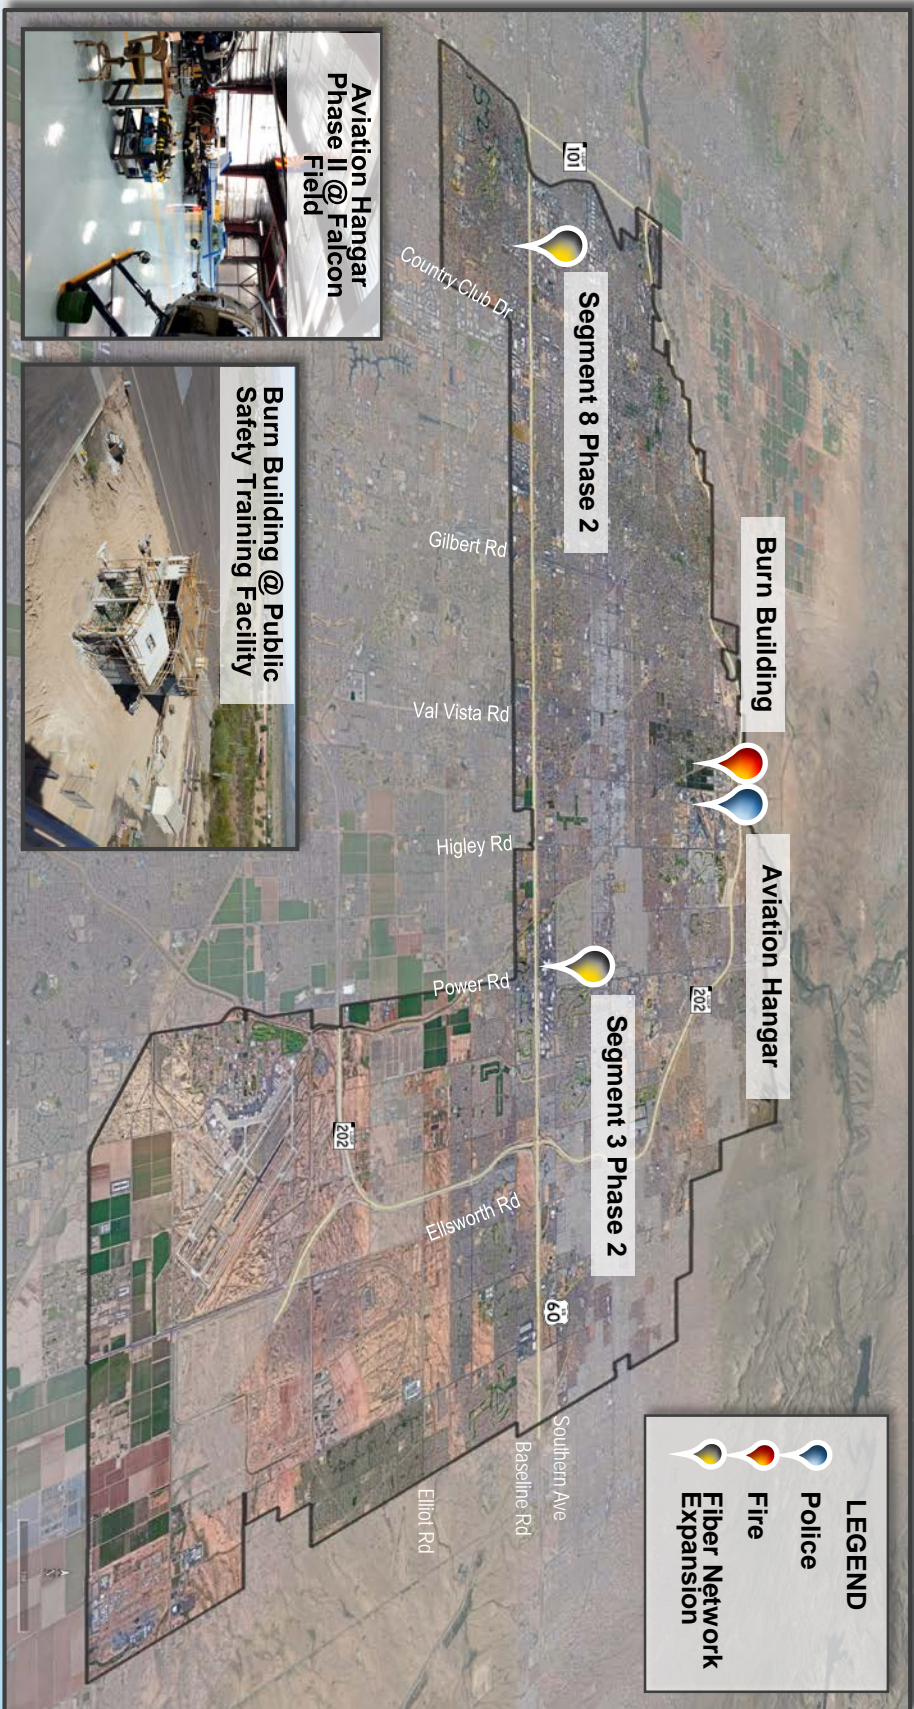 LEGEND
Police
Fire
Fiber Network
Expansion
Burn Building
Aviation Hangar
202
Segment 8 Phase 2
Segment 3 Phase 2
101
60
Southern Ave
Baseline Rd
Elliot Rd
Country Club Dr
Gilbert Rd
Val Vista Rd
Higley Rd
Power Rd
Ellsworth Rd
202
Aviation Hangar
Phase II @ Falcon
Field
Burn Building @ Public
Safety Training Facility